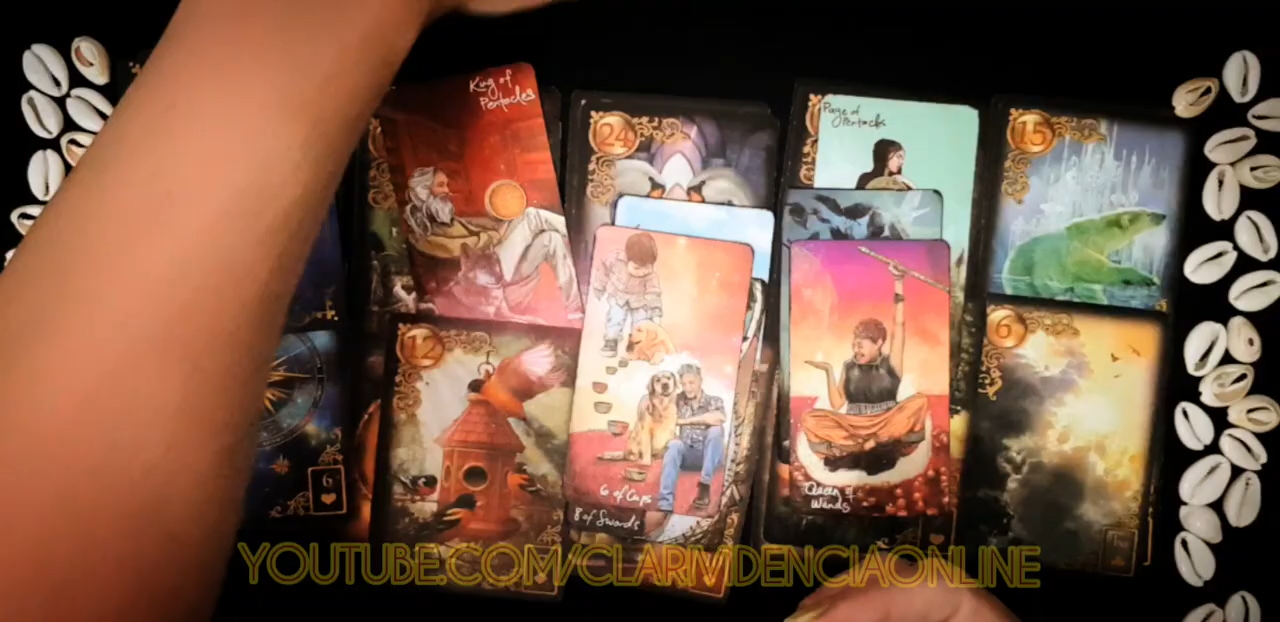 King of
Pentacles
24
Page of
Pentacles
15
12
6
6
6 of Cups
8 of Swords
Queen of
Wands
YOUTUBE.COM/CLARIVIDENCIAONLINE